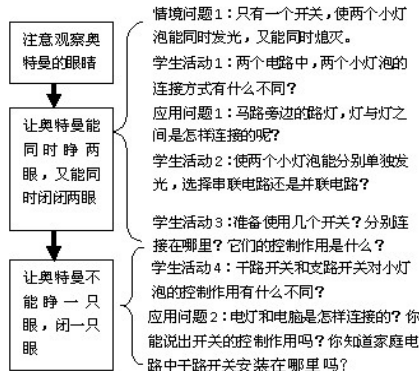 注意观察奥
特曼的眼睛
让奥特曼能
同时睁两
眼，又能同
时闭闭两眼
让奥特曼不
能睁一只
眼，闭一只
眼
情境问题1：只有一个开关，使两个小灯
泡能同时发光，又能同时熄灭。
学生活动1：两个电路中，两个小灯泡的
连接方式有什么不同？
应用问题1：马路旁边的路灯，灯与灯之
间是怎样连接的呢？
学生活动2：使两个小灯泡能分别单独发
光，选择串联电路还是并联电路？
学生活动3：准备使用几个开关？分别连
接在哪里？它们的控制作用是什么？
学生活动4：干路开关和支路开关对小灯
泡的控制作用有什么不同？
应用问题2：电灯和电脑是怎样连接的？你
能说出开关的控制作用吗？你知道家庭电
路中干路开关安装在哪里吗？